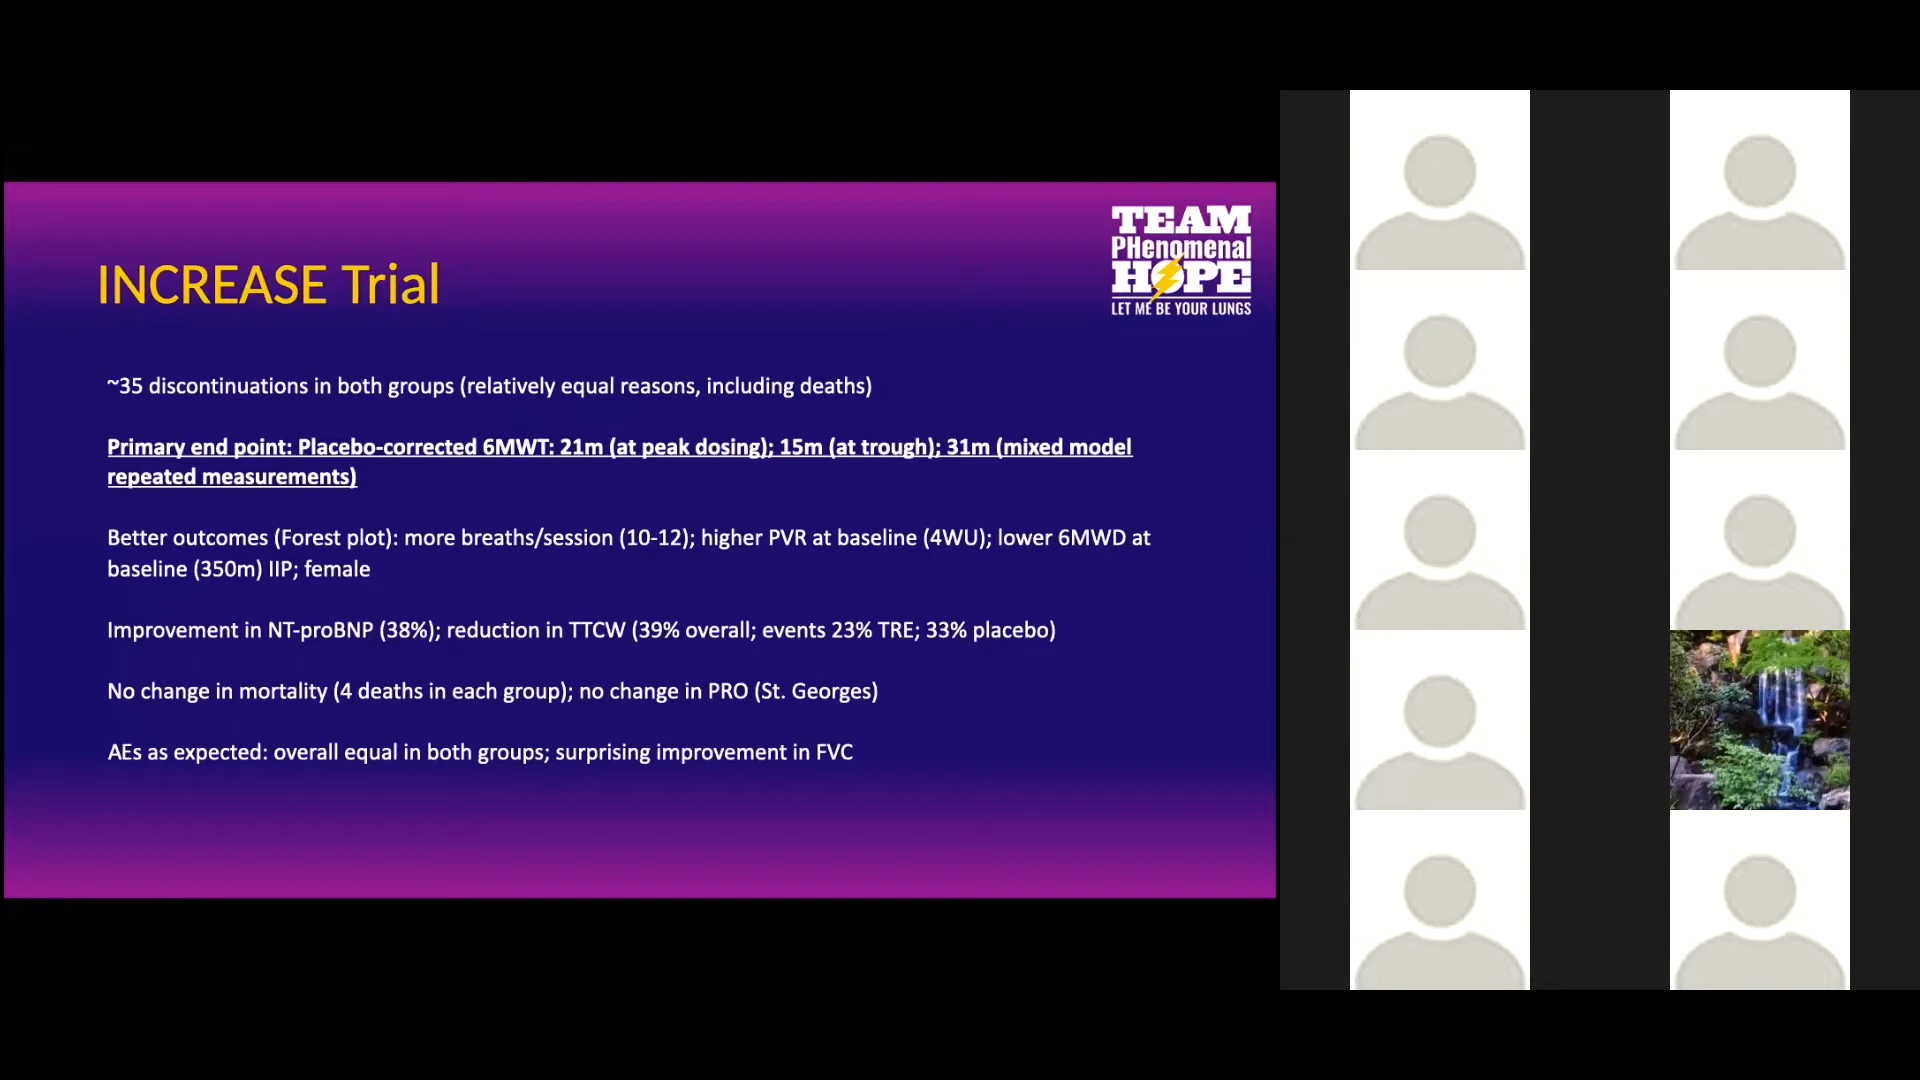 TEAM
PHenomenal
HOPE
LET ME BE YOUR LUNGS
INCREASE Trial
~35 discontinuations in both groups (relatively equal reasons, including deaths)
Primary end point: Placebo-corrected 6MWT: 21m (at peak dosing); 15m (at trough); 31m (mixed model
repeated measurements)
Better outcomes (Forest plot): more breaths/session (10-12); higher PVR at baseline (4WU); lower 6MWD at
baseline (350m) IIP; female
Improvement in NT-proBNP (38%); reduction in TTCW (39% overall; events 23% TRE; 33% placebo)
No change in mortality (4 deaths in each group); no change in PRO (St. Georges)
AEs as expected: overall equal in both groups; surprising improvement in FVC